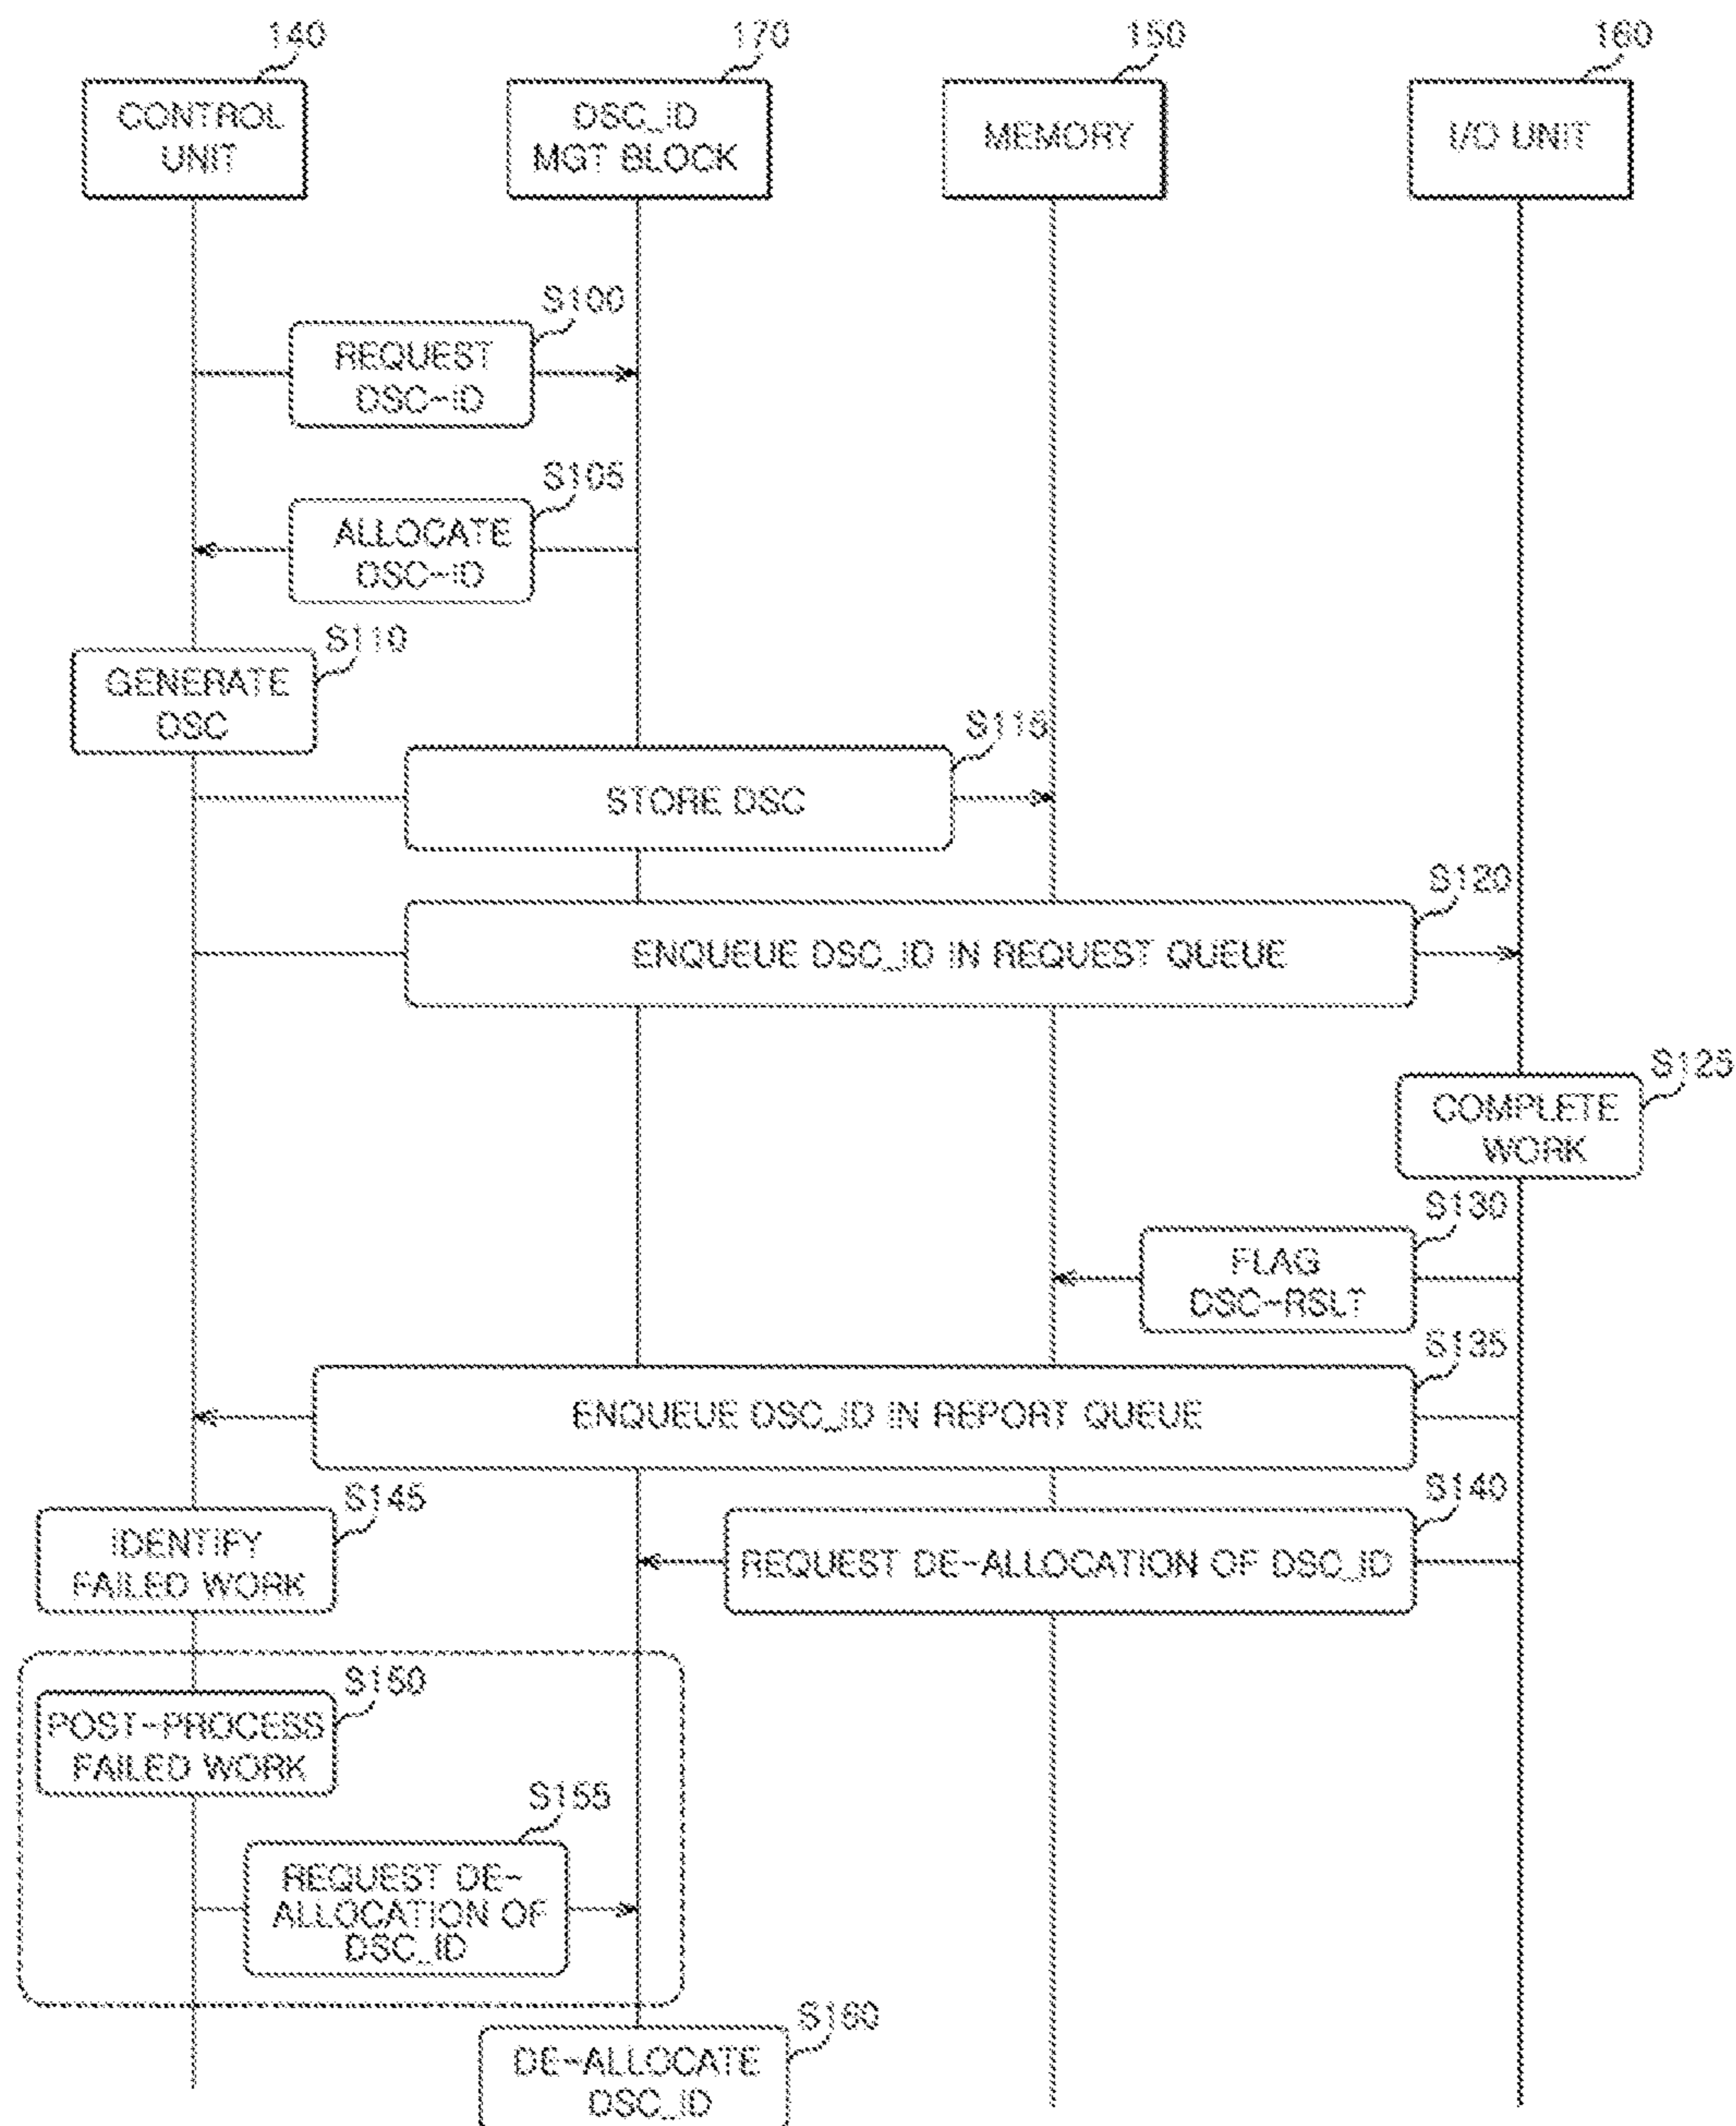 140
170
150
160
CONTROL
UNIT
DSC_ID
MGT BLOCK
MEMORY
I/O UNIT
S100
REQUEST
DSC-ID
S105
ALLOCATE
DSC-ID
S110
GENERATE
DSC
S115
STORE DSC
S120
ENQUEUE DSC_ID IN REQUEST QUEUE
S125
COMPLETE
WORK
S130
FLAG
DSC-RSLT
S135
ENQUEUE DSC_ID IN REPORT QUEUE
S145
IDENTIFY
FAILED WORK
S140
REQUEST DE-ALLOCATION OF DSC_ID
S150
POST-PROCESS
FAILED WORK
S155
REQUEST DE-
ALLOCATION OF
DSC_ID
S160
DE-ALLOCATE
DSC_ID